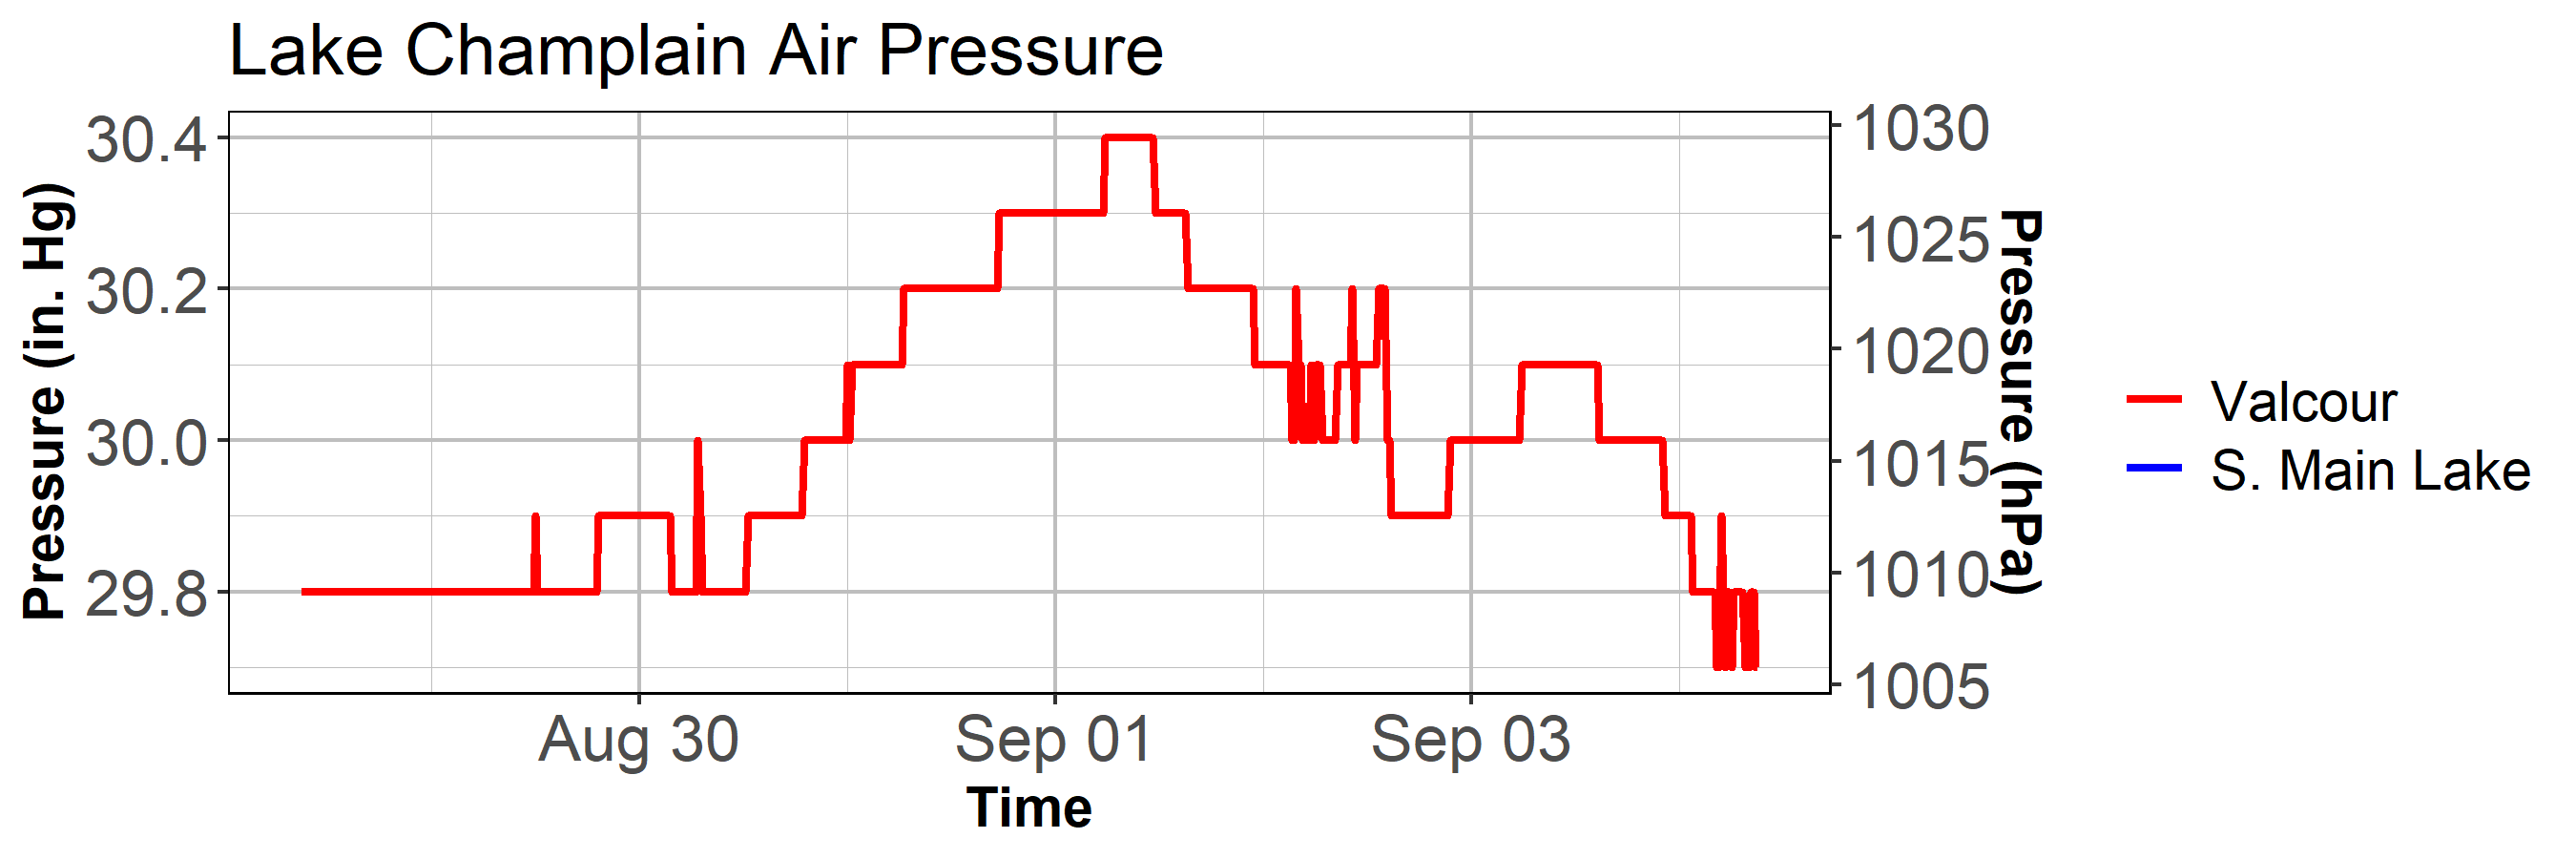 Lake Champlain Air Pressure
Pressure (in. Hg)
30.4
30.2
30.0
29.8
1030
1025
1020
1015
1010
1005
Pressure (hPa)
Aug 30
Sep 01
Sep 03
Time
Valcour
S. Main Lake